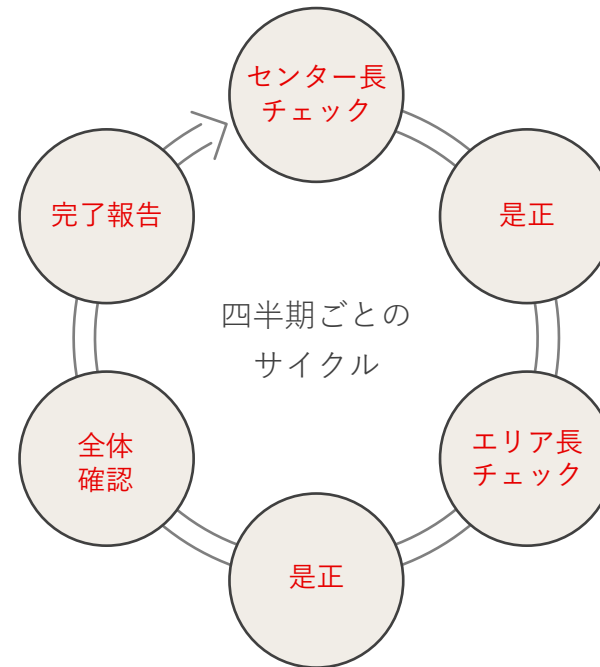 センター長
チェック
是正
エリア長
チェック
是正
全体
確認
完了報告
四半期ごとの
サイクル